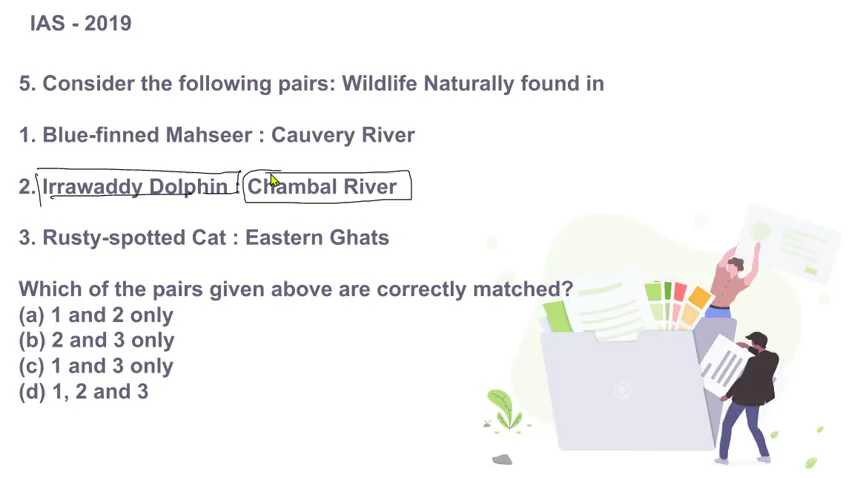 IAS - 2019
5. Consider the following pairs: Wildlife Naturally found in
1. Blue-finned Mahseer : Cauvery River
2. Irrawaddy Dolphin : Chambal River
3. Rusty-spotted Cat : Eastern Ghats
Which of the pairs given above are correctly matched?
(a) 1 and 2 only
(b) 2 and 3 only
(c) 1 and 3 only
(d) 1, 2 and 3